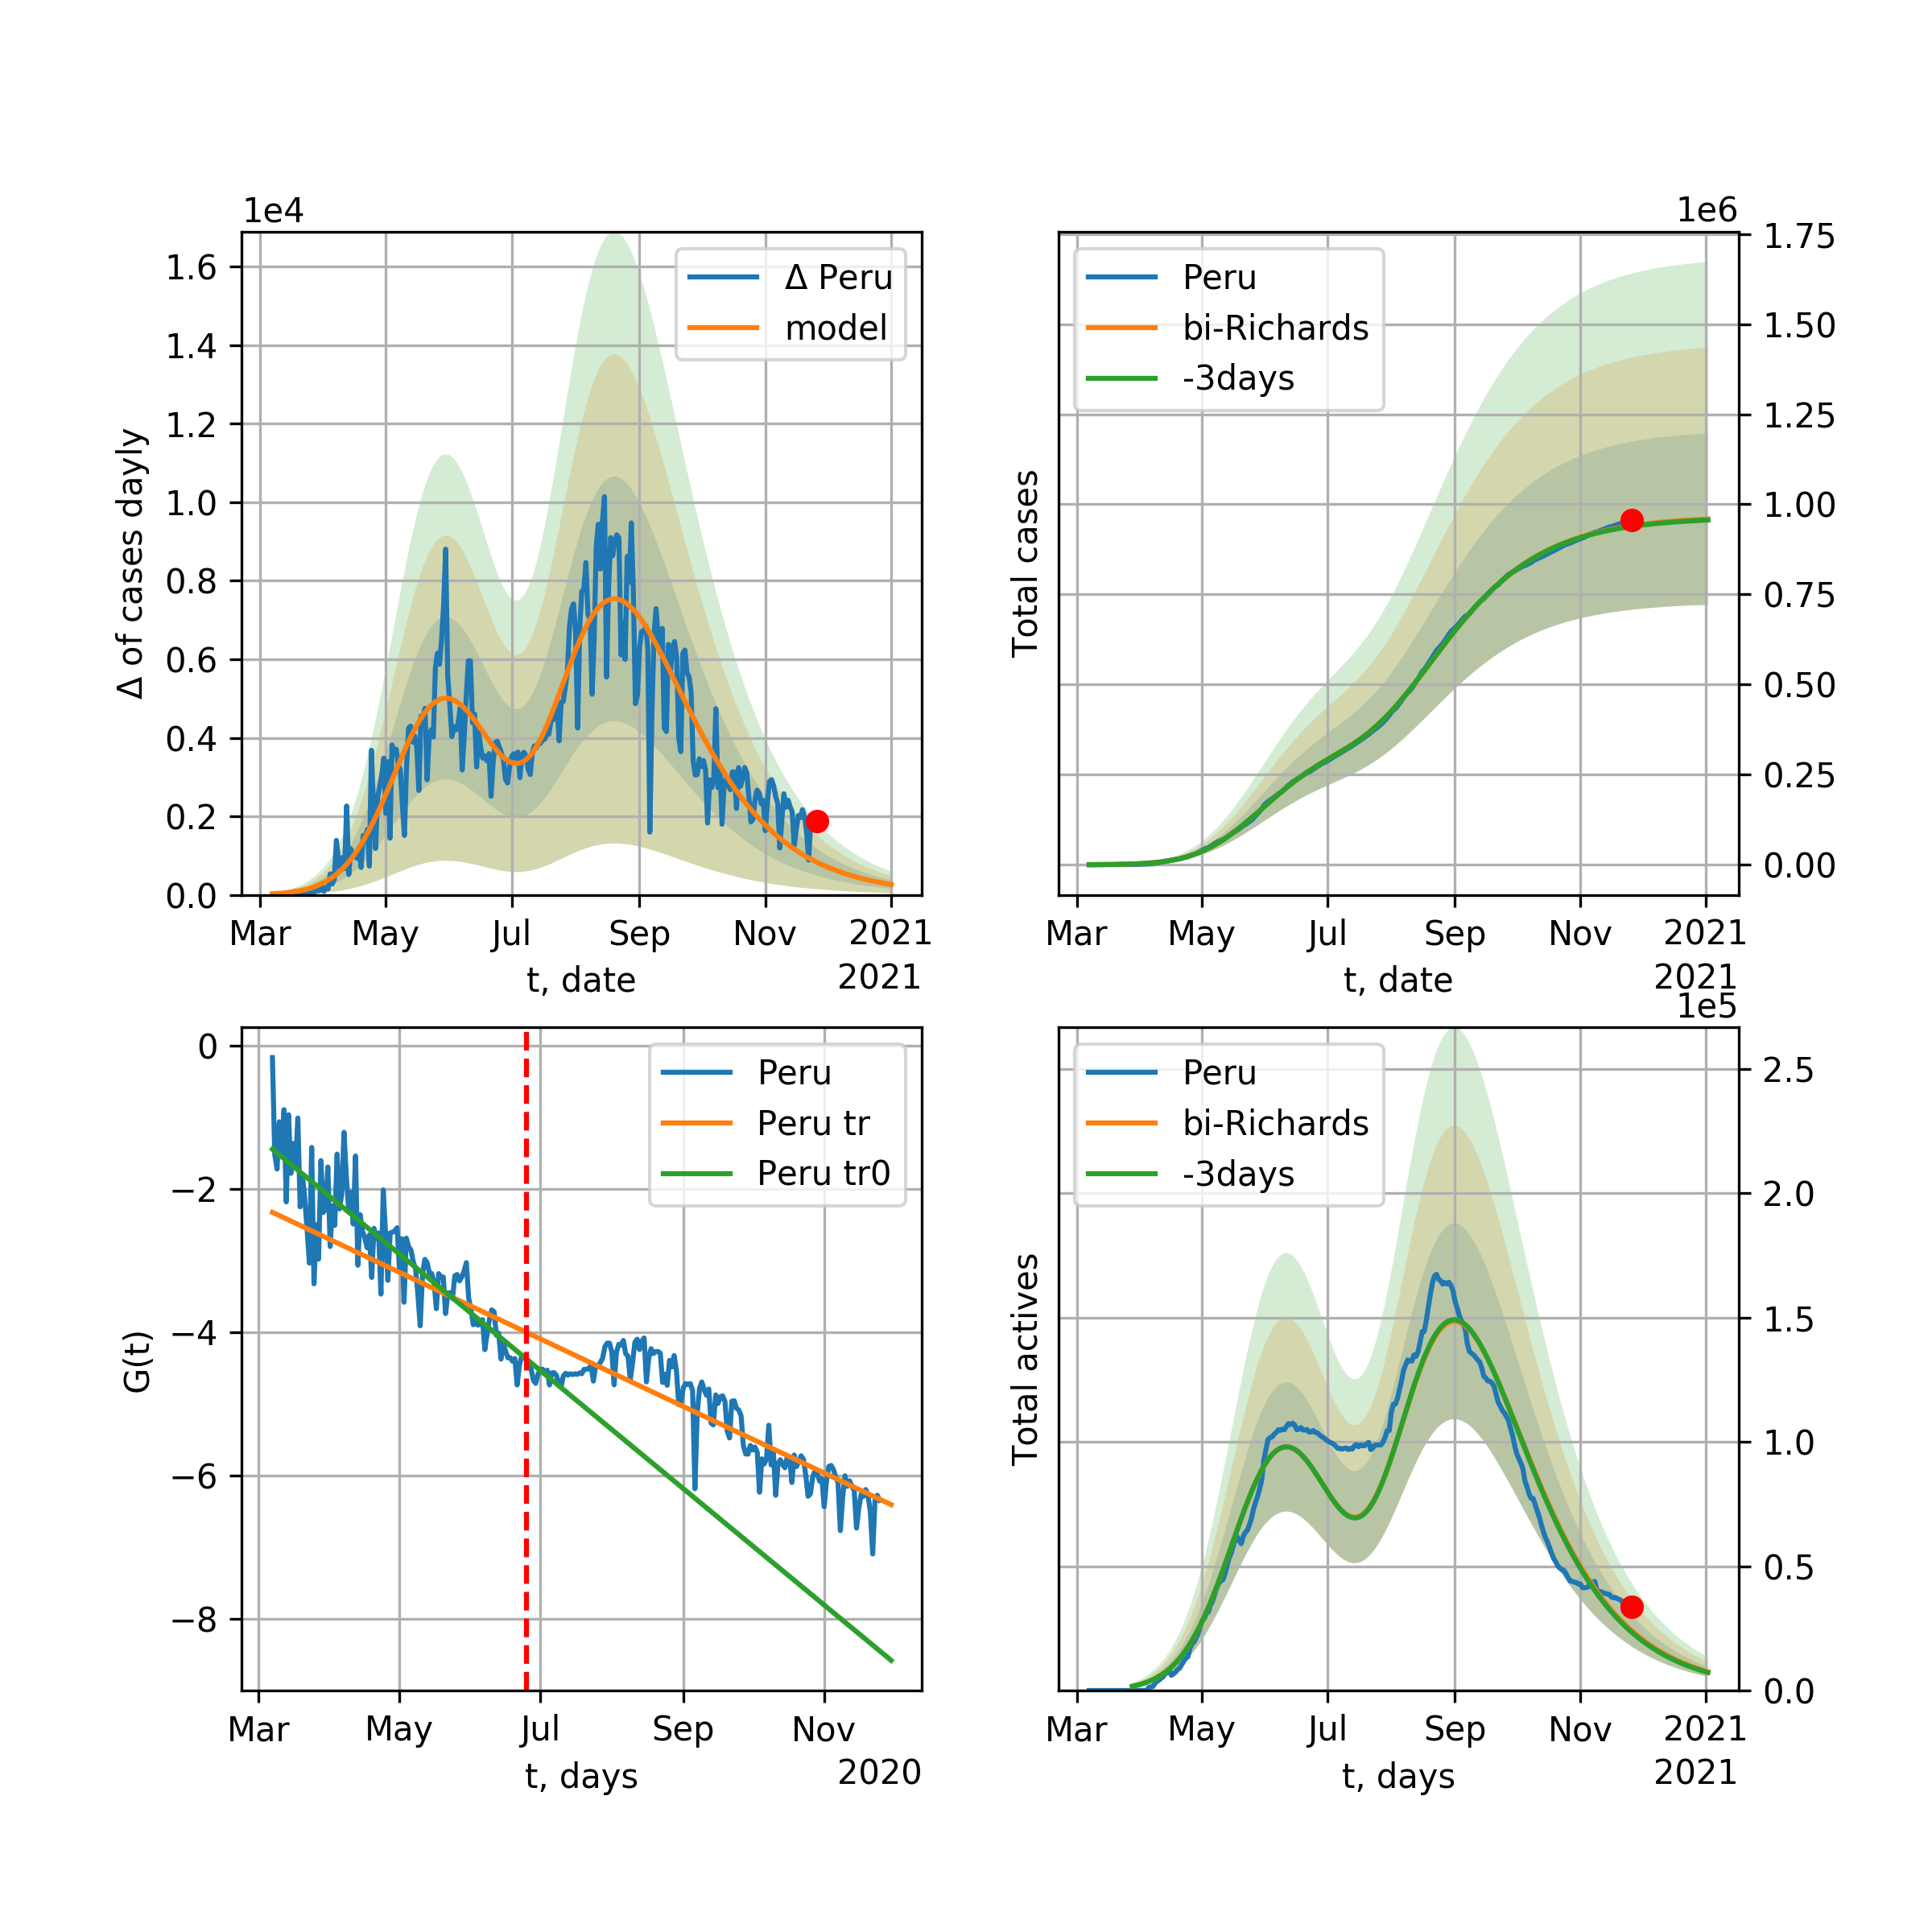 1e4
Δ of cases dayly
1.6
1.4
1.2
1.0
0.8
0.6
0.4
0.2
0.0
Δ Peru
model
Mar May Jul Sep Nov 2021
t, date 2021
1e6
Total cases
Peru
bi-Richards
-3days
1.75
1.50
1.25
1.00
0.75
0.50
0.25
0.00
Mar May Jul Sep Nov 2021
t, date 2021
G(t)
0
−2
−4
−6
−8
Peru
Peru tr
Peru tr0
Mar May Jul Sep Nov
t, days 2020
1e5
Total actives
Peru
bi-Richards
-3days
2.5
2.0
1.5
1.0
0.5
0.0
Mar May Jul Sep Nov 2021
t, days 2021